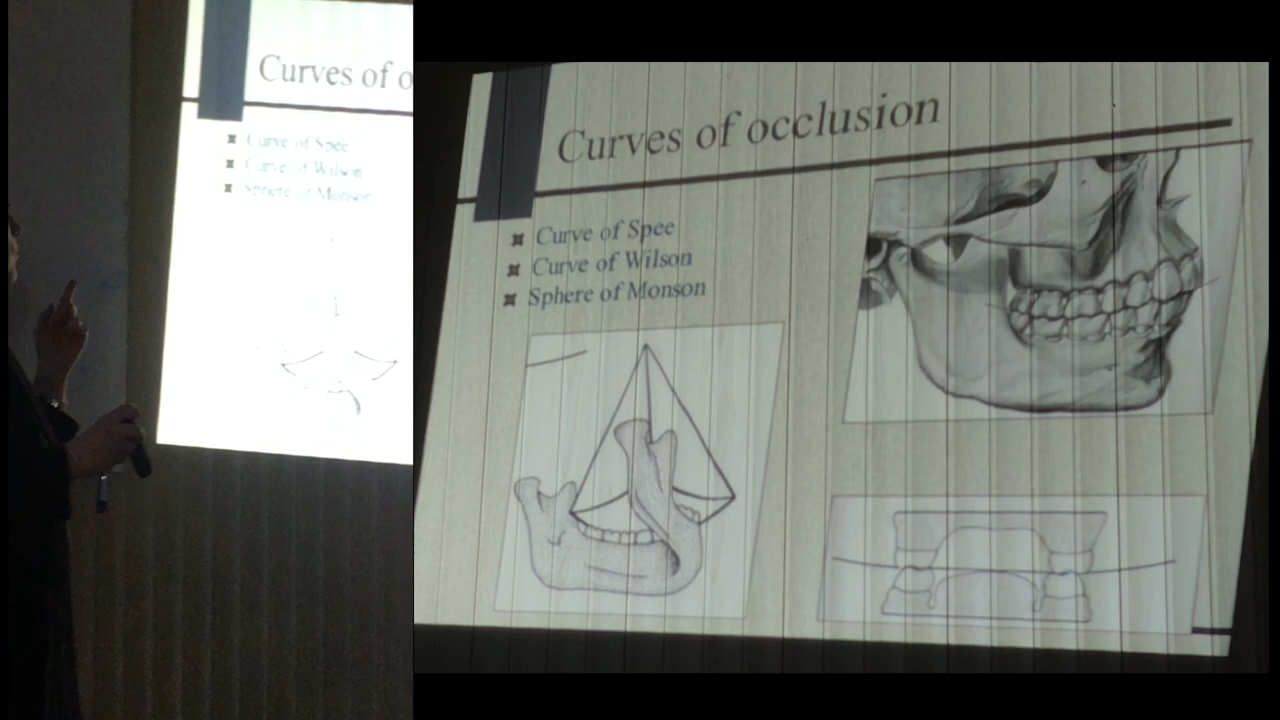 Curves of o
Curve of Spee
Curve of Wilson
Sphere of Monson
Curves of occlusion
Curve of Spee
Curve of Wilson
Sphere of Monson